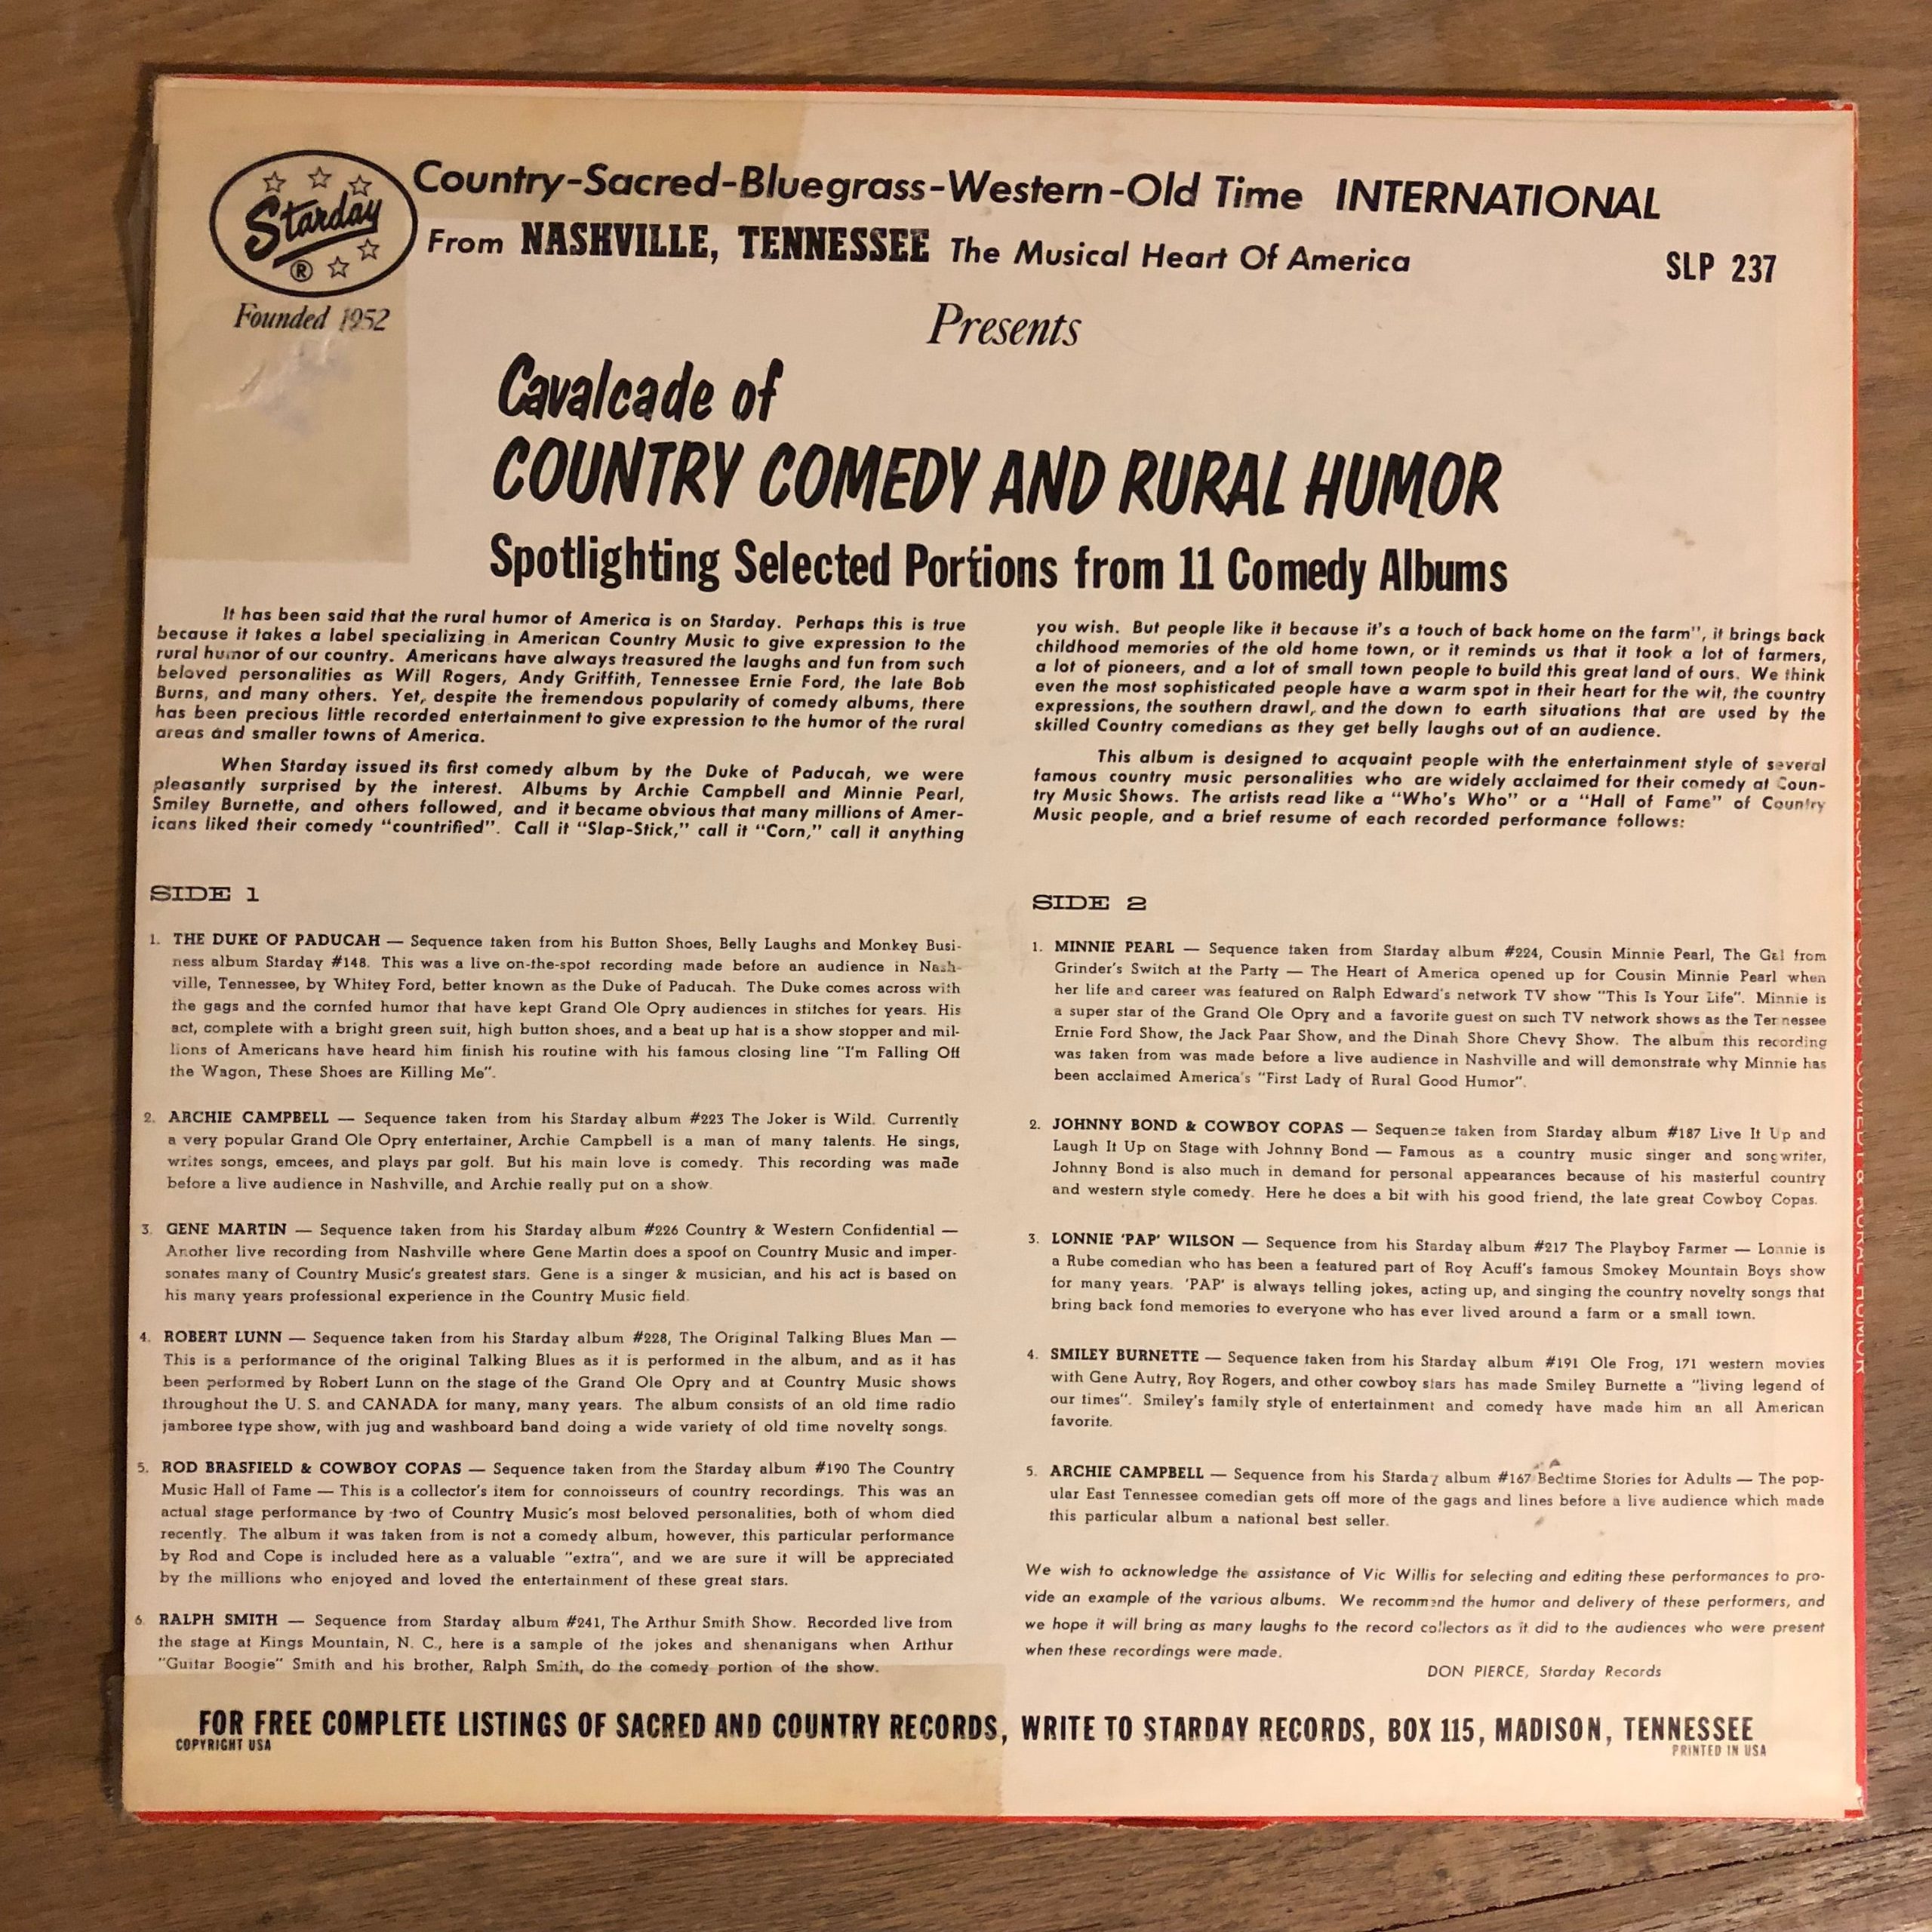 Starday
®
Founded 1952
Country-Sacred-Bluegrass-Western-Old Time INTERNATIONAL
From NASHVILLE, TENNESSEE The Musical Heart Of America
SLP 237
Presents
Cavalcade of
COUNTRY COMEDY AND RURAL HUMOR
Spotlighting Selected Portions from 11 Comedy Albums
It has been said that the rural humor of America is on Starday. Perhaps this is true
because it takes a label specializing in American Country Music to give expression to the
rural humor of our country. Americans have always treasured the laughs and fun from such
beloved personalities as Will Rogers, Andy Griffith, Tennessee Ernie Ford, the late Bob
Burns, and many others. Yet, despite the tremendous popularity of comedy albums, there
has been precious little recorded entertainment to give expression to the humor of the rural
areas and smaller towns of America.
When Starday issued its first comedy album by the Duke of Paducah, we were
pleasantly surprised by the interest. Albums by Archie Campbell and Minnie Pearl,
Smiley Burnette, and others followed, and it became obvious that many millions of Amer-
icans liked their comedy "countrified". Call it "Slap-Stick," call it "Corn," call it anything
you wish. But people like it because it's a touch of back home on the farm", it brings back
childhood memories of the old home town, or it reminds us that it took a lot of farmers,
a lot of pioneers, and a lot of small town people to build this great land of ours. We think
even the most sophisticated people have a warm spot in their heart for the wit, the country
expressions, the southern drawl, and the down to earth situations that are used by the
skilled Country comedians as they get belly laughs out of an audience.
This album is designed to acquaint people with the entertainment style of several
famous country music personalities who are widely acclaimed for their comedy at Coun-
try Music Shows. The artists read like a "Who's Who" or a "Hall of Fame" of Country
Music people, and a brief resume of each recorded performance follows:
SIDE 1
1. THE DUKE OF PADUCAH — Sequence taken from his Button Shoes, Belly Laughs and Monkey Busi-
ness album Starday #148. This was a live on-the-spot recording made before an audience in Nash-
ville, Tennessee, by Whitey Ford, better known as the Duke of Paducah. The Duke comes across with
the gags and the cornfed humor that have kept Grand Ole Opry audiences in stitches for years. His
act, complete with a bright green suit, high button shoes, and a beat up hat is a show stopper and mil-
lions of Americans have heard him finish his routine with his famous closing line "I'm Falling Off
the Wagon, These Shoes are Killing Me".
2. ARCHIE CAMPBELL — Sequence taken from his Starday album #223 The Joker is Wild. Currently
a very popular Grand Ole Opry entertainer, Archie Campbell is a man of many talents. He sings,
writes songs, emcees, and plays par golf. But his main love is comedy. This recording was made
before a live audience in Nashville, and Archie really put on a show.
3. GENE MARTIN — Sequence taken from his Starday album #226 Country & Western Confidential —
Another live recording from Nashville where Gene Martin does a spoof on Country Music and imper-
sonates many of Country Music's greatest stars. Gene is a singer & musician, and his act is based on
his many years professional experience in the Country Music field.
4. ROBERT LUNN — Sequence taken from his Starday album #228, The Original Talking Blues Man —
This is a performance of the original Talking Blues as it is performed in the album, and as it has
been performed by Robert Lunn on the stage of the Grand Ole Opry and at Country Music shows
throughout the U. S. and CANADA for many, many years. The album consists of an old time radio
jamboree type show, with jug and washboard band doing a wide variety of old time novelty songs.
5. ROD BRASFIELD & COWBOY COPAS — Sequence taken from the Starday album #190 The Country
Music Hall of Fame — This is a collector's item for connoisseurs of country recordings. This was an
actual stage performance by two of Country Music's most beloved personalities, both of whom died
recently. The album it was taken from is not a comedy album, however, this particular performance
by Rod and Cope is included here as a valuable "extra", and we are sure it will be appreciated
by the millions who enjoyed and loved the entertainment of these great stars.
6. RALPH SMITH — Sequence from Starday album #241, The Arthur Smith Show. Recorded live from
the stage at Kings Mountain, N. C., here is a sample of the jokes and shenanigans when Arthur
"Guitar Boogie" Smith and his brother, Ralph Smith, do the comedy portion of the show.
SIDE 2
1. MINNIE PEARL — Sequence taken from Starday album #224, Cousin Minnie Pearl, The Gal from
Grinder's Switch at the Party — The Heart of America opened up for Cousin Minnie Pearl when
her life and career was featured on Ralph Edward's network TV show "This Is Your Life". Minnie is
a super star of the Grand Ole Opry and a favorite guest on such TV network shows as the Tennessee
Ernie Ford Show, the Jack Paar Show, and the Dinah Shore Chevy Show. The album this recording
was taken from was made before a live audience in Nashville and will demonstrate why Minnie has
been acclaimed America's "First Lady of Rural Good Humor".
2. JOHNNY BOND & COWBOY COPAS — Sequence taken from Starday album #187 Live It Up and
Laugh It Up on Stage with Johnny Bond — Famous as a country music singer and songwriter,
Johnny Bond is also much in demand for personal appearances because of his masterful country
and western style comedy. Here he does a bit with his good friend, the late great Cowboy Copas.
3. LONNIE 'PAP' WILSON — Sequence from his Starday album #217 The Playboy Farmer — Lonnie is
a Rube comedian who has been a featured part of Roy Acuff's famous Smokey Mountain Boys show
for many years. 'PAP' is always telling jokes, acting up, and singing the country novelty songs that
bring back fond memories to everyone who has ever lived around a farm or a small town.
4. SMILEY BURNETTE — Sequence taken from his Starday album #191 Ole Frog, 171 western movies
with Gene Autry, Roy Rogers, and other cowboy stars has made Smiley Burnette a "living legend of
our times". Smiley's family style of entertainment and comedy have made him an all American
favorite.
5. ARCHIE CAMPBELL — Sequence from his Starday album #167 Bedtime Stories for Adults — The pop-
ular East Tennessee comedian gets off more of the gags and lines before a live audience which made
this particular album a national best seller.
We wish to acknowledge the assistance of Vic Willis for selecting and editing these performances to pro-
vide an example of the various albums. We recommend the humor and delivery of these performers, and
we hope it will bring as many laughs to the record collectors as it did to the audiences who were present
when these recordings were made.
DON PIERCE, Starday Records
FOR FREE COMPLETE LISTINGS OF SACRED AND COUNTRY RECORDS, WRITE TO STARDAY RECORDS, BOX 115, MADISON, TENNESSEE
COPYRIGHT USA
PRINTED IN USA
COUNTRY COMEDY & RURAL HUMOR